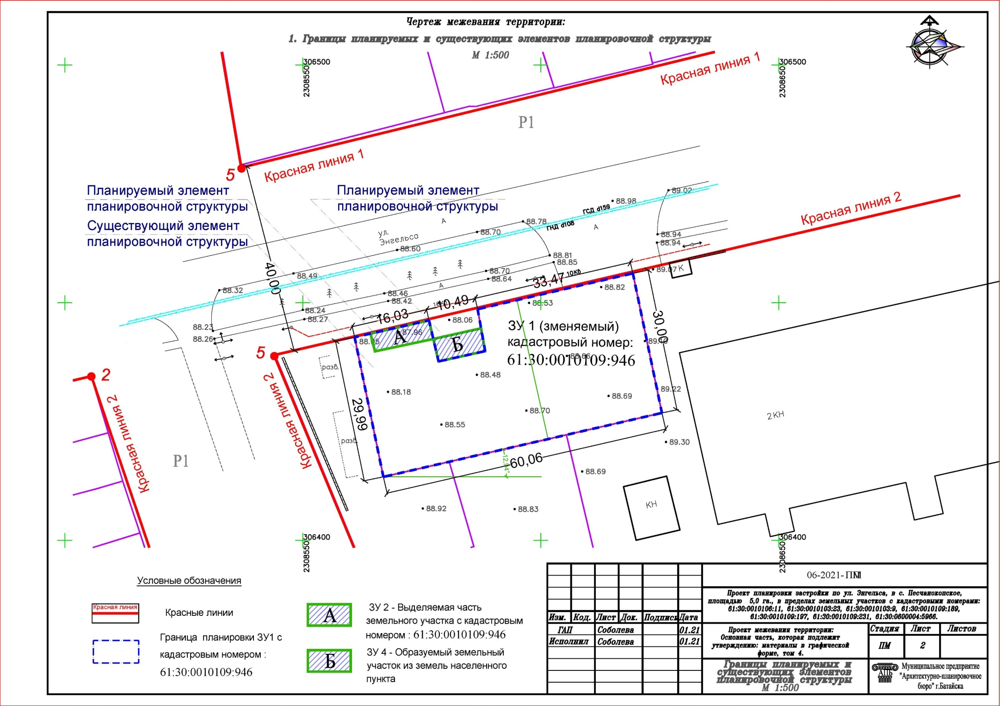 Чертеж межевания территории:
1. Границы планируемых и существующих элементов планировочной структуры
М 1:500
306500
2308550
306500
2308650
Красная линия 1
Р1
Красная линия 1
5
Планируемый элемент
планировочной структуры
Существующий элемент
планировочной структуры
Планируемый элемент
планировочной структуры
Красная линия 2
89.02
88.98
ГСД d159
ГНД d108
А
А
88.78
88.70
ул.
Энгельса
88.60
88.94
88.94
88.81
88.85
40,00
88.49
88.70
88.64
89.07
К
33,47
10Кб
88.32
А
88.82
88.46
88.42
10,49
88.53
88.24
88.27
16,03
88.06
88.23
88.26
ЗУ 1 (зменяемый)
кадастровый номер:
61:30:0010109:946
30,00
87.96
А
Б
89.10
88.66
5
разб.
2
Красная линия 2
Красная линия 2
88.48
88.18
88.69
89.22
29,99
88.70
88.55
2КН
разб.
89.30
Р1
12,94°
60,06
88.69
88.92
88.83
КН
306400
2308550
306400
2308650
Условные обозначения
Красная линия
Красные линии
Граница планировки ЗУ1 с
кадастровым номером :
61:30:0010109:946
А
ЗУ 2 - Выделяемая часть
земельного участка с кадастровым
номером : 61:30:0010109:946
Б
ЗУ 4 - Образуемый земельный
участок из земель населенного
пункта
06-2021-ПМ
Проект планировки застройки по ул. Энгельса, в с. Песчанокопское,
площадью 5,0 га., в пределах земельных участков с кадастровыми номерами:
61:30:0010106:11, 61:30:0010103:23, 61:30:0010103:9, 61:30:0010109:189,
61:30:0010109:197, 61:30:0010109:231, 61:30:0600004:5966.
Изм. Код. Лист Док. Подпись Дата
ГАП Соболева 01.21
Исполнил Соболева 01.21
Проект межевания территории:
Основная часть, которая подлежит
утверждению: материалы в графической
форме, том 4.
Стадия Лист Листов
ПМ 2
Границы планируемых и
существующих элементов
планировочной структуры
М 1:500
АПБ
Муниципальное предприятие
"Архитектурно-планировочное
бюро" г.Батайска